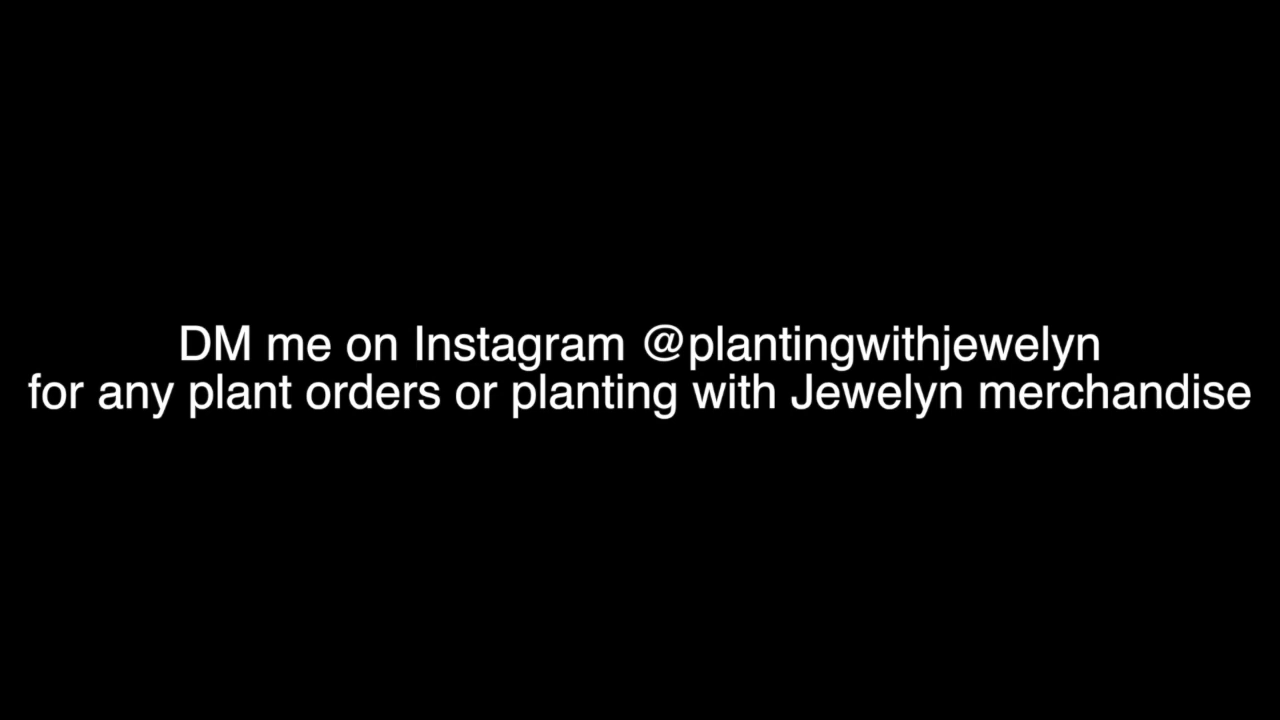 DM me on Instagram @plantingwithjewelyn
for any plant orders or planting with Jewelyn merchandise